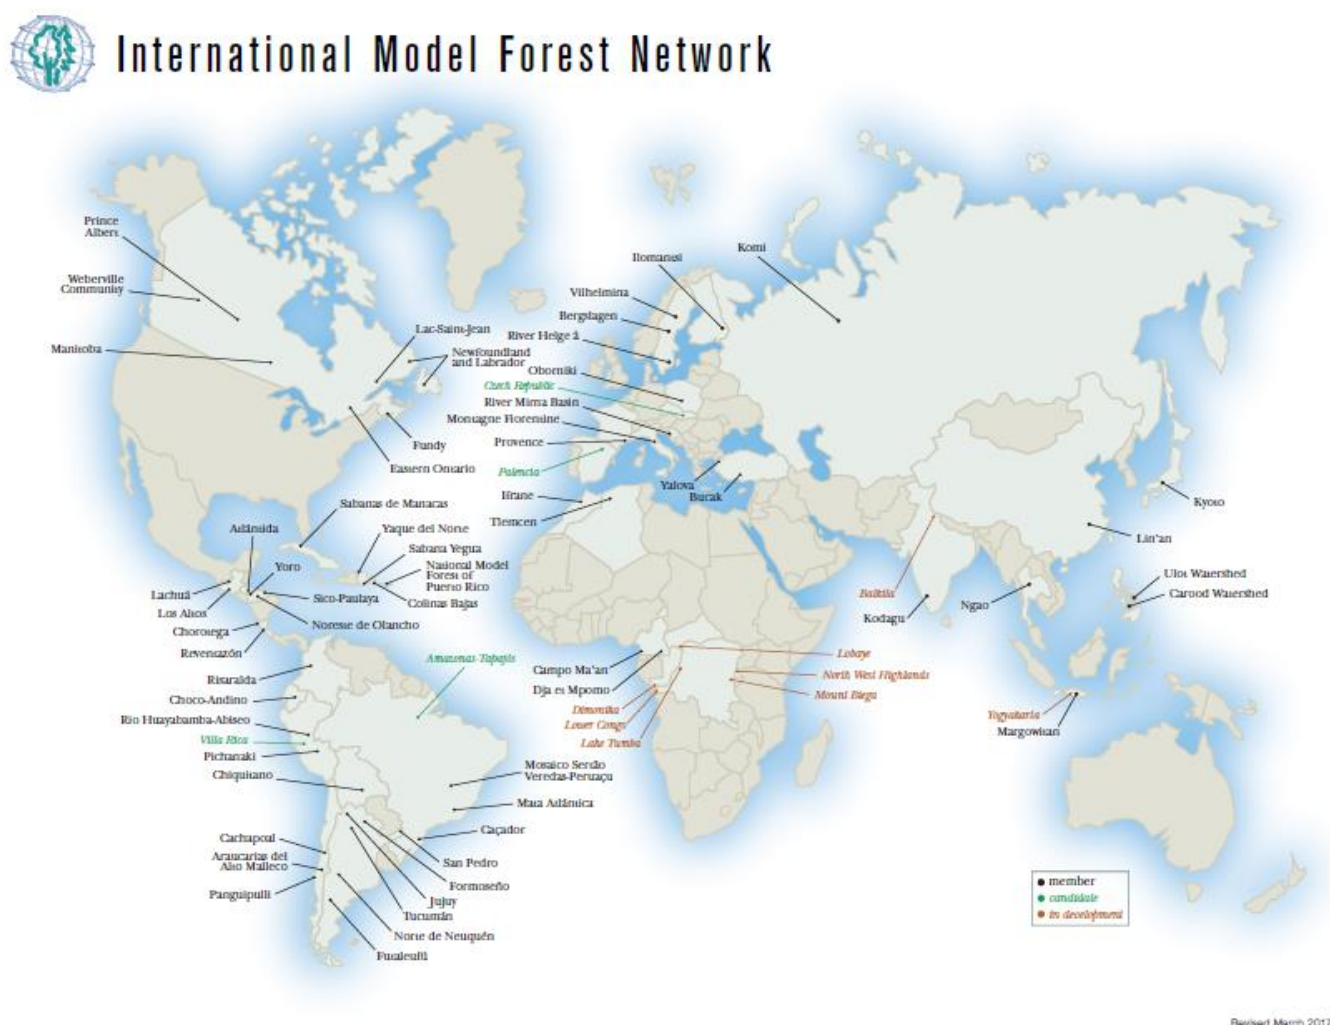 International Model Forest Network
Prince
Albert
Weberville
Community
Manitoba
Lac-Saint-Jean
Newfoundland
and Labrador
Fundy
Eastern Ontario
Ilomantsi
Komi
Vilhelmina
Bergslagen
River Helge å
Oborniki
Czech Republic
River Mirna Basin
Montagne Fiorentine
Provence
Palencia
Yalova
Bucak
Ifrane
Tlemcen
Kyoto
Lin'an
Sabanas de Manacas
Atlántida
Yaque del Norte
Sabana Yegua
Yoro
National Model
Forest of
Puerto Rico
Lachuá
Sico-Paulaya
Colinas Bajas
Los Altos
Noreste de Olancho
Chorotega
Reventazón
Baltila
Kodagu
Ngao
Ulot Watershed
Carood Watershed
Risaralda
Amazonas-Tapajós
Campo Ma'an
Lobaye
Choco-Andino
Dja et Mpomo
North West Highlands
Mount Biega
Rio Huayabamba-Abiseo
Dimonika
Lower Congo
Yogyakarta
Villa Rica
Lake Tumba
Margowitan
Pichanaki
Mosaico Sertão
Veredas-Peruaçu
Chiquitano
Mata Atlântica
Caçador
Cachapoal
San Pedro
Araucarias del
Alto Malleco
Formoseño
Panguipulli
Jujuy
Tucumán
Norte de Neuquén
Futaleufú
member
candidate
in development
Revised March 2017